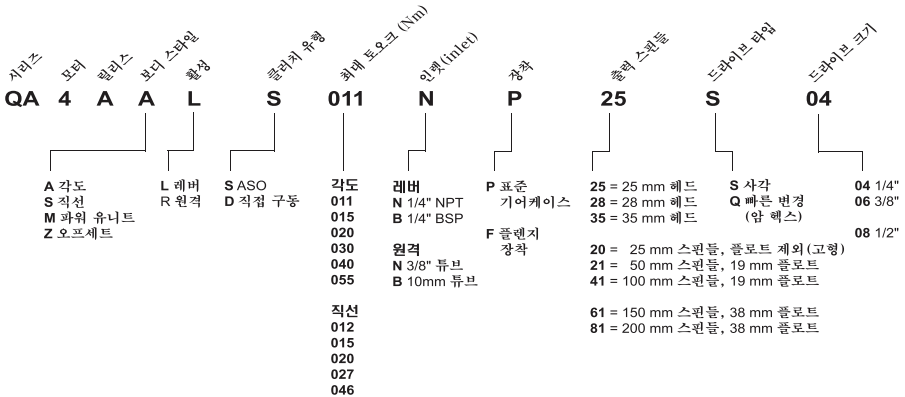 시리즈 모터 릴리스 보디 스타일 활성 클러치 유형 최대 토오크 (Nm) 인렛(inlet) 장착 출력 스핀들 드라이브 타입 드라이브 크기
QA 4 A A L S 011 N P 25 S 04
A 각도
S 직선
M 파워 유니트
Z 오프세트
L 레버
R 원격
S ASO
D 직접 구동
각도
011
015
020
030
040
055
직선
012
015
020
027
046
레버
N 1/4" NPT
B 1/4" BSP
원격
N 3/8" 튜브
B 10mm 튜브
P 표준
기어케이스
F 플렌지
장착
25 = 25 mm 헤드
28 = 28 mm 헤드
35 = 35 mm 헤드
20 = 25 mm 스핀들, 플로트 제외(고형)
21 = 50 mm 스핀들, 19 mm 플로트
41 = 100 mm 스핀들, 19 mm 플로트
61 = 150 mm 스핀들, 38 mm 플로트
81 = 200 mm 스핀들, 38 mm 플로트
S 사각
Q 빠른 변경
(암 헥스)
04 1/4"
06 3/8"
08 1/2"